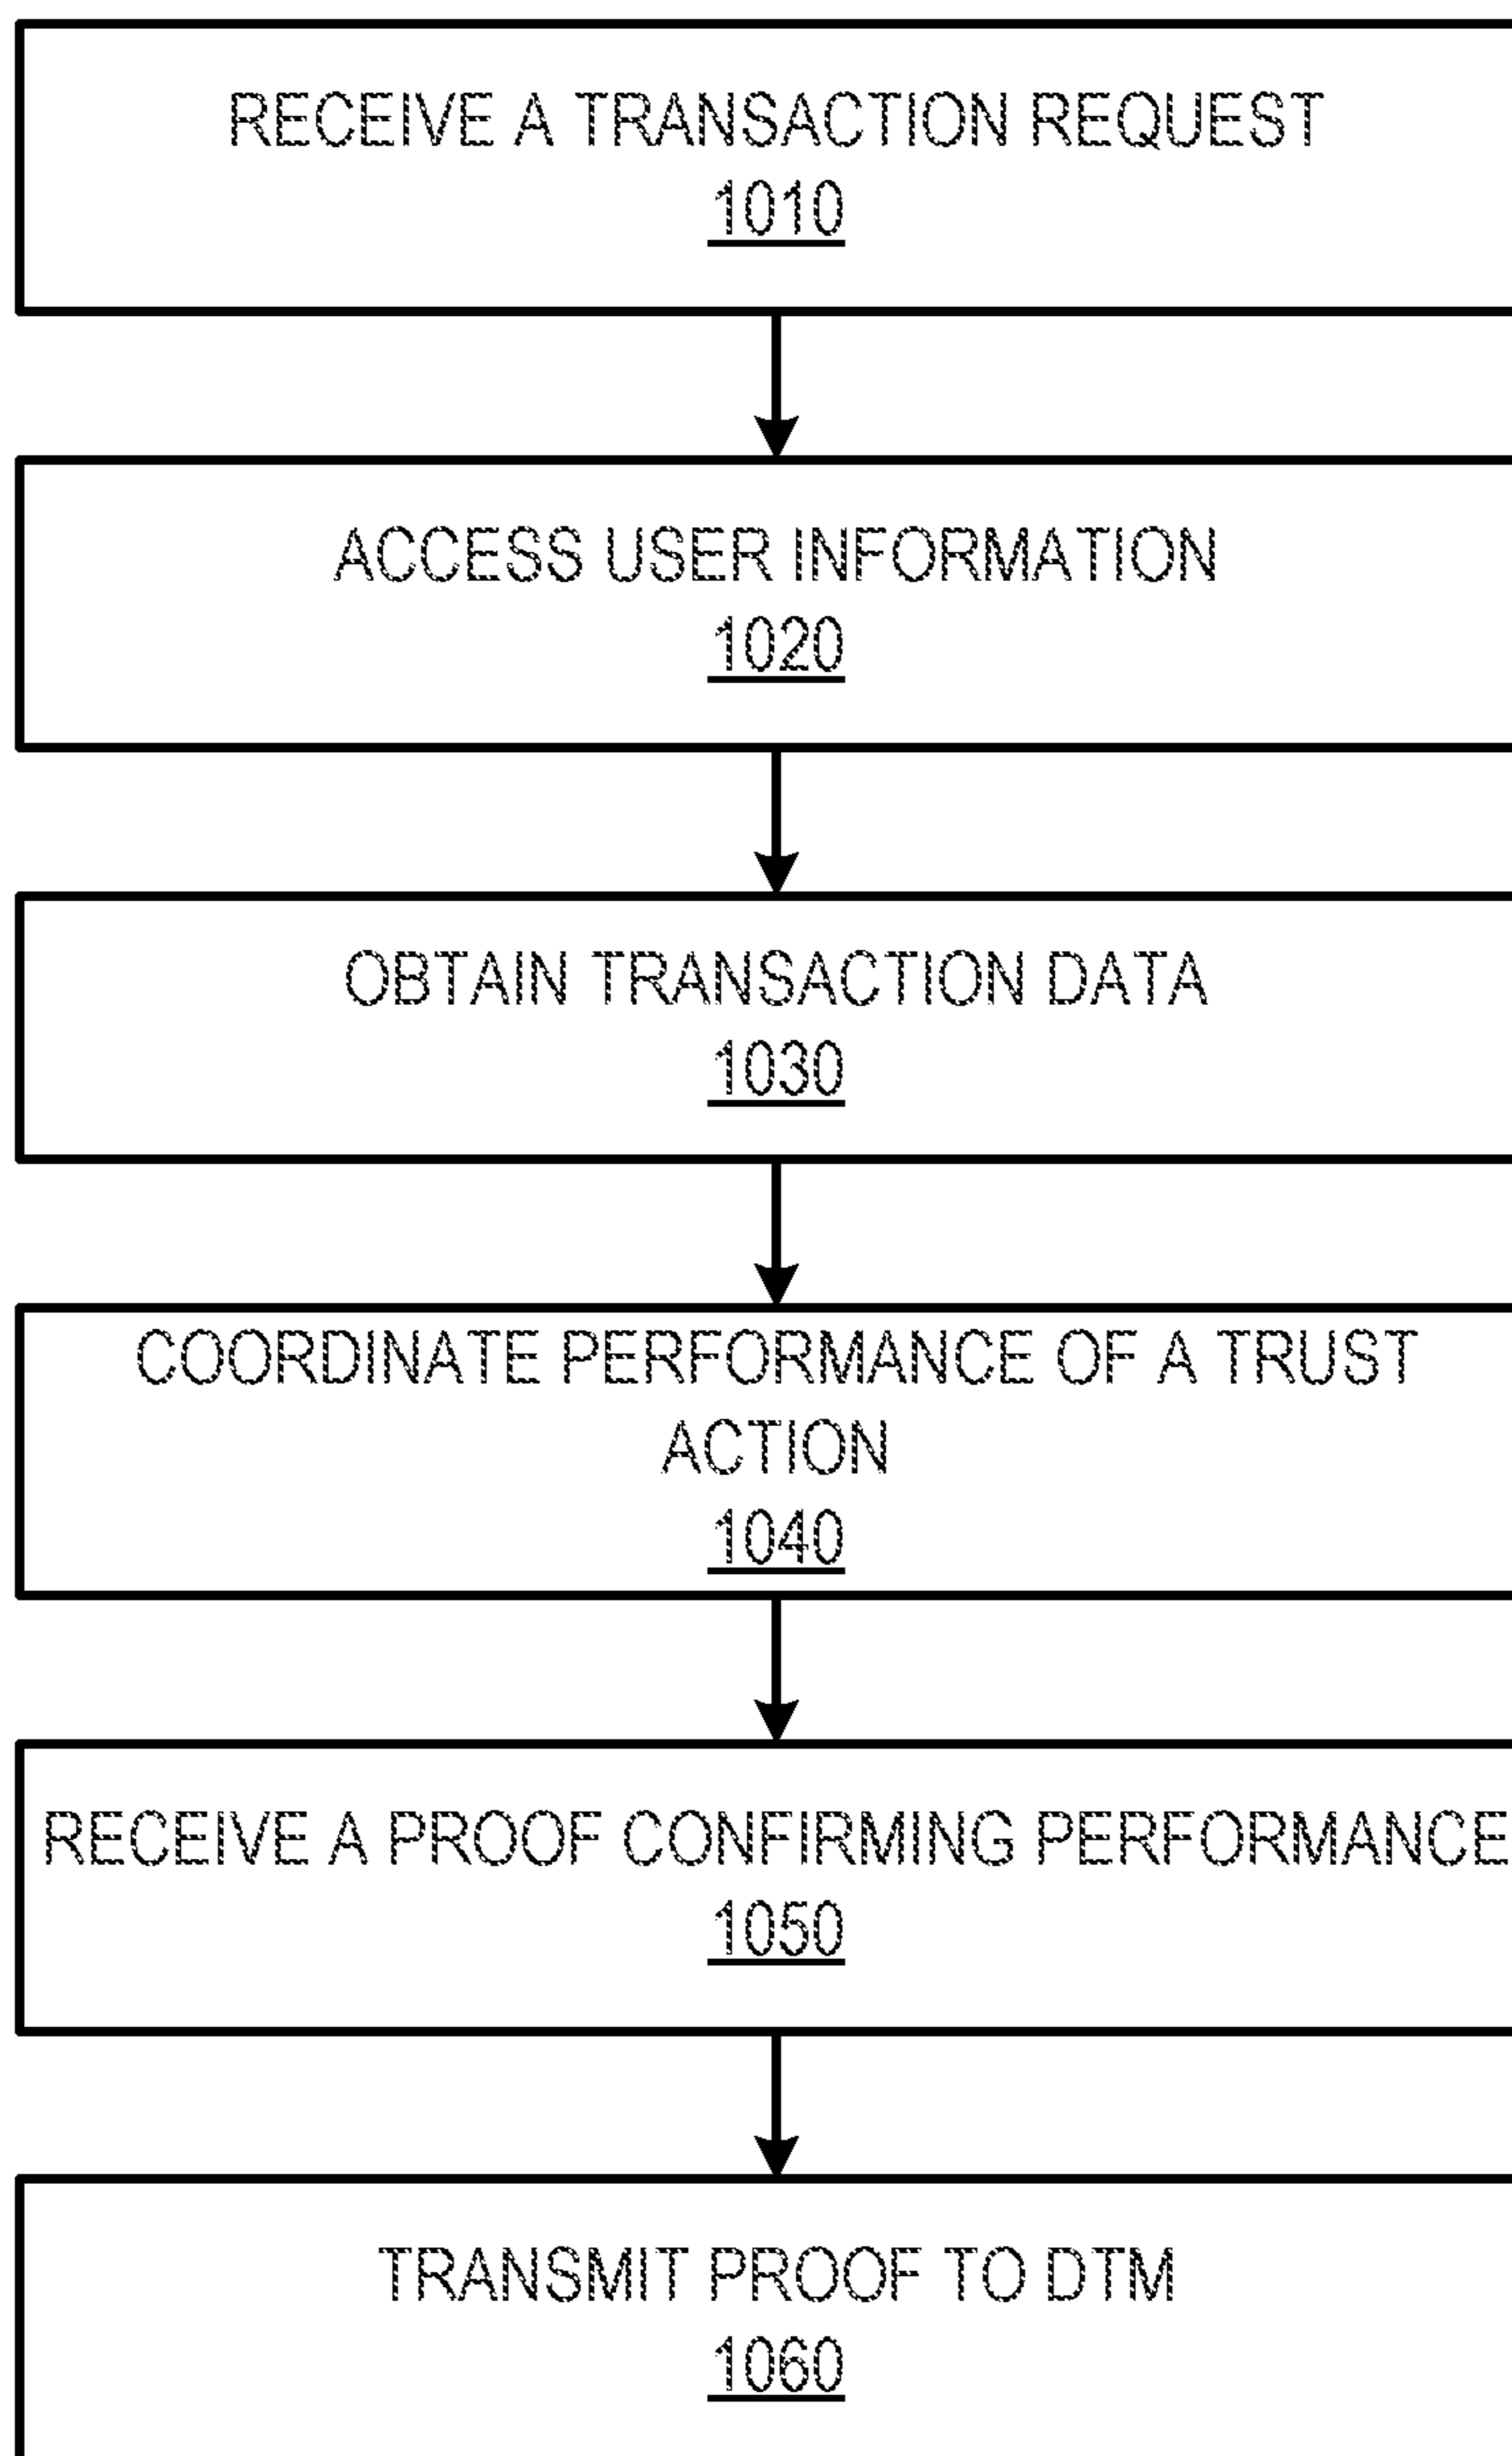 RECEIVE A TRANSACTION REQUEST
1010
ACCESS USER INFORMATION
1020
OBTAIN TRANSACTION DATA
1030
COORDINATE PERFORMANCE OF A TRUST
ACTION
1040
RECEIVE A PROOF CONFIRMING PERFORMANCE
1050
TRANSMIT PROOF TO DTM
1060